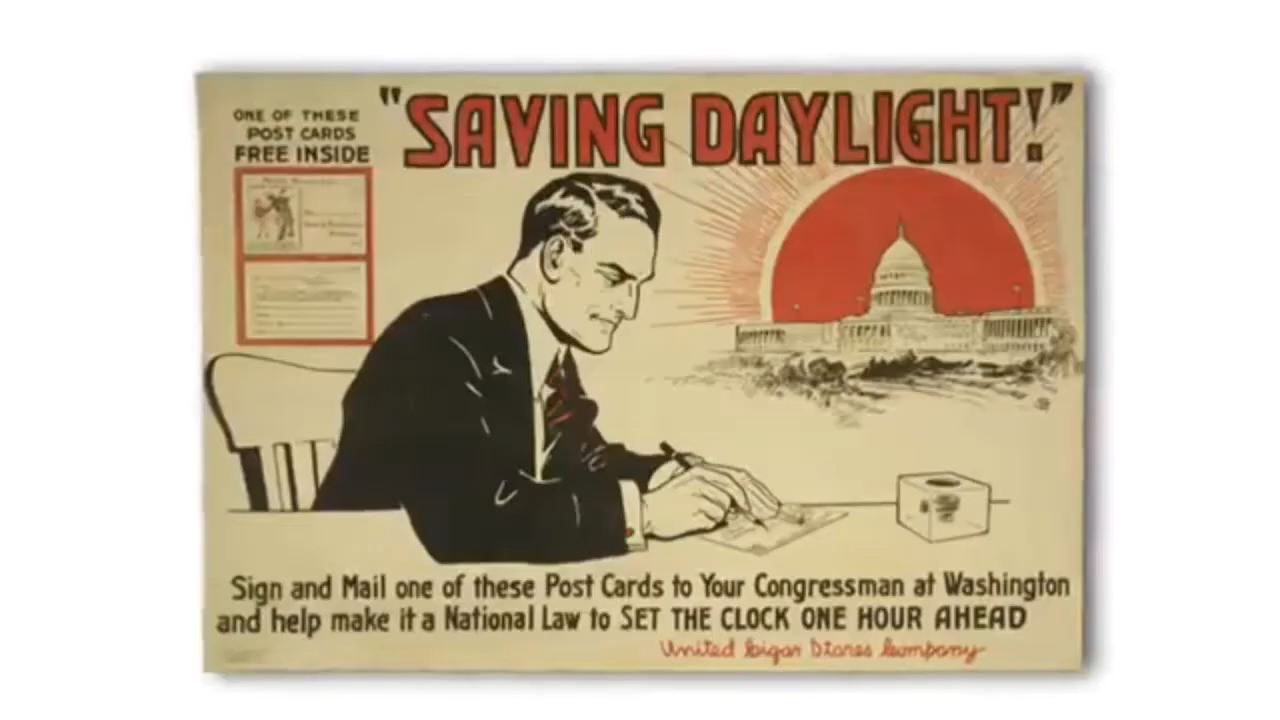 ONE OF THESE
POST CARDS
FREE INSIDE
"SAVING DAYLIGHT!"
Sign and Mail one of these Post Cards to Your Congressman at Washington
and help make it a National Law to SET THE CLOCK ONE HOUR AHEAD
United Cigar Stores Company